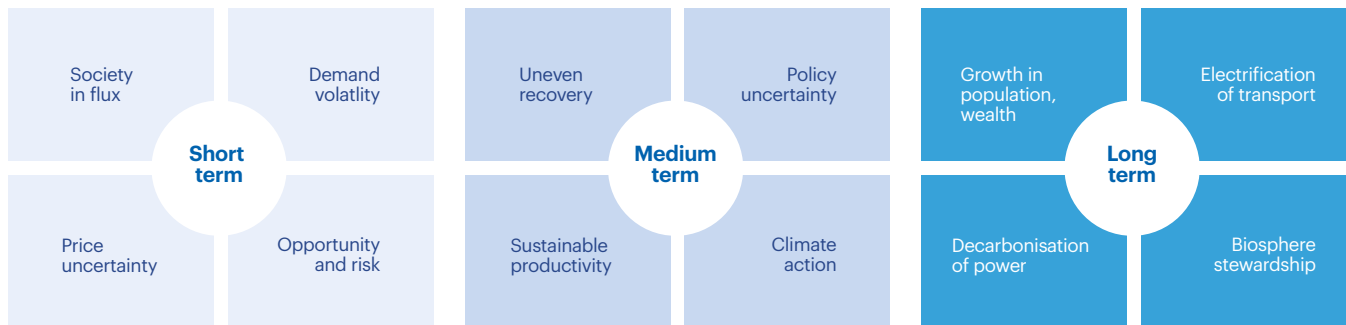 Society
in flux
Demand
volatlity
Short
term
Price
uncertainty
Opportunity
and risk
Uneven
recovery
Policy
uncertainty
Medium
term
Sustainable
productivity
Climate
action
Growth in
population,
wealth
Electrification
of transport
Long
term
Decarbonisation
of power
Biosphere
stewardship